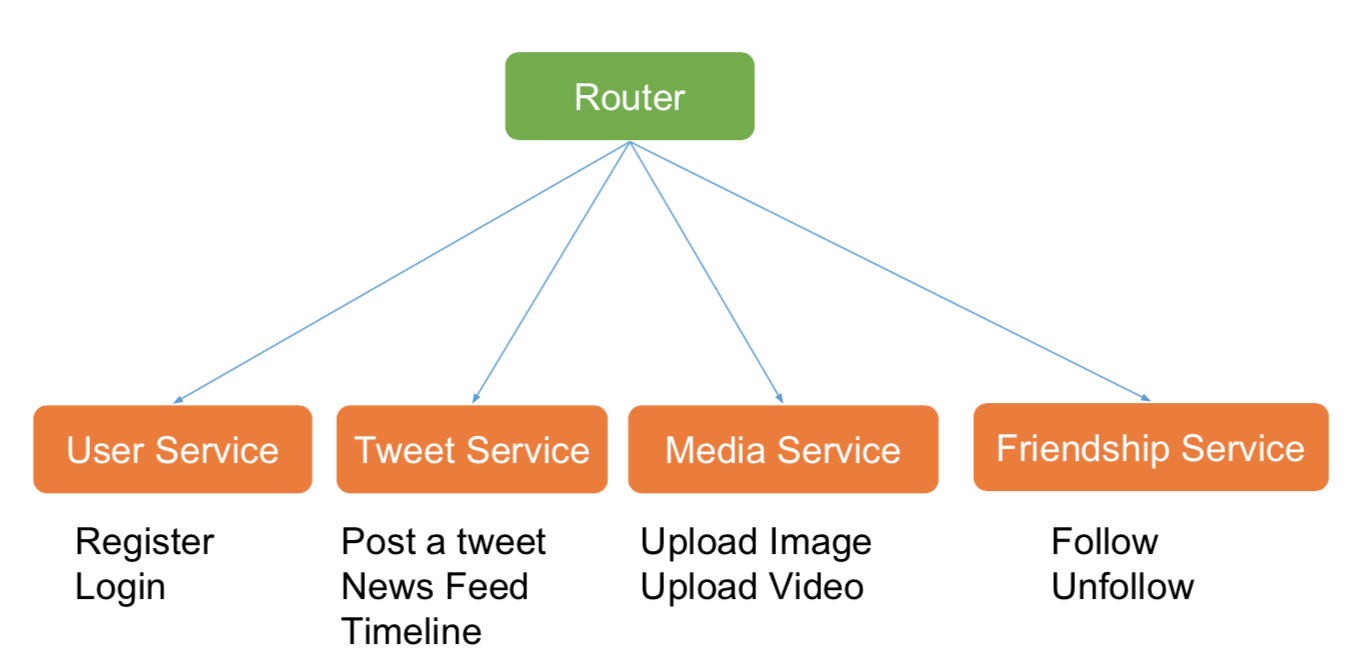 Router
User Service
Tweet Service
Media Service
Friendship Service
Register
Login
Post a tweet
News Feed
Timeline
Upload Image
Upload Video
Follow
Unfollow